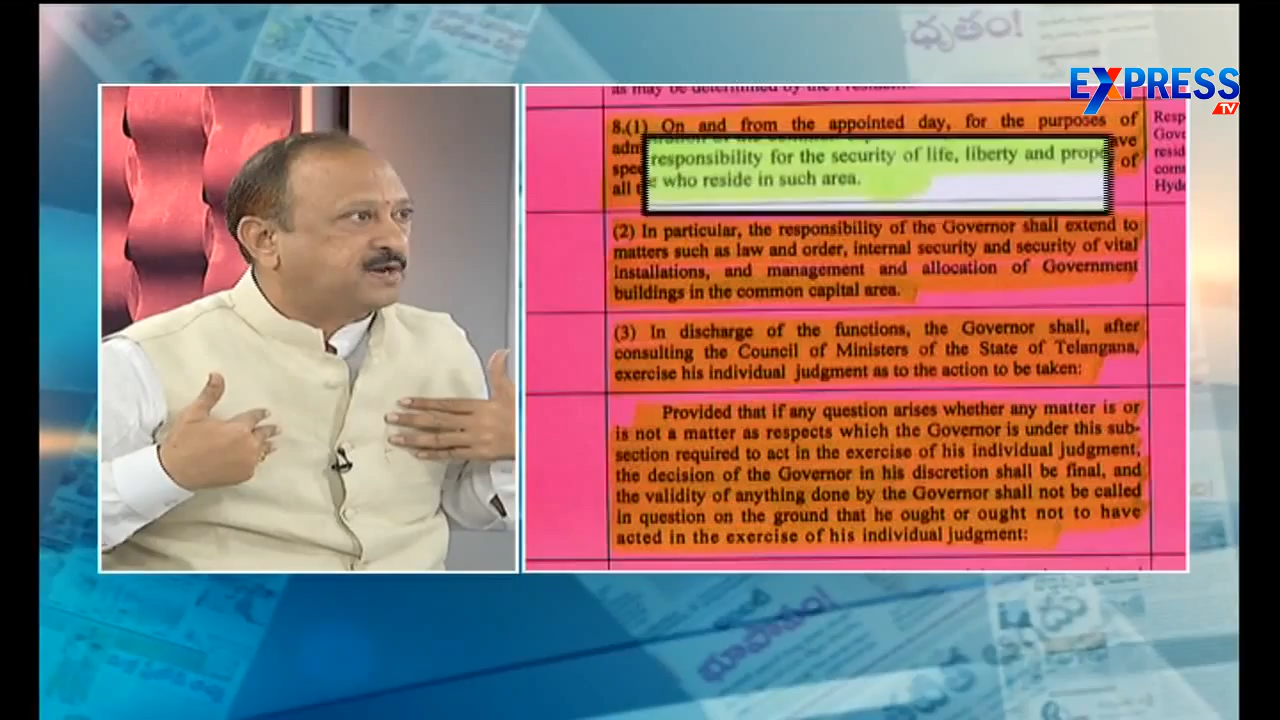 ధృతం!
EXPRESS
TV
as may be determined by the
8.(1) On and from the appointed day, for the purposes of
responsibility for the security of life, liberty and
who reside in such area.
of
all
(2) In particular, the responsibility of the Governor shall extend to
matters such as law and order, internal security and security of vital
installations, and management and allocation of Government
buildings in the common capital area.
(3) In discharge of the functions, the Governor shall, after
consulting the Council of Ministers of the State of Telangana,
exercise his individual judgment as to the action to be taken:
Provided that if any question arises whether any matter is or
is not a matter as respects which the Governor is under this sub-
section required to act in the exercise of his individual judgment,
the decision of the Governor in his discretion shall be final, and
the validity of anything done by the Governor shall not be called
in question on the ground that he ought or ought not to have
acted in the exercise of his individual judgment: